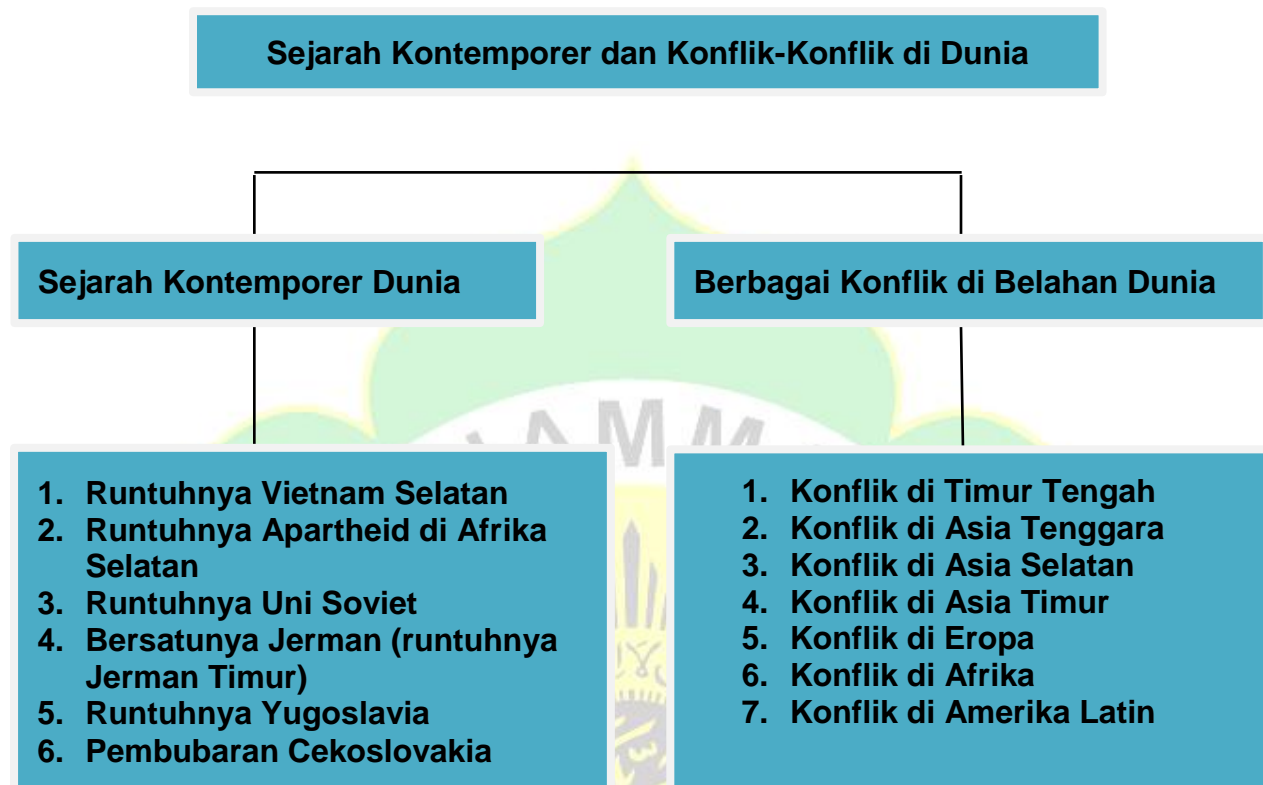 Sejarah Kontemporer dan Konflik-Konflik di Dunia
Sejarah Kontemporer Dunia
Berbagai Konflik di Belahan Dunia
1. Runtuhnya Vietnam Selatan
2. Runtuhnya Apartheid di Afrika
Selatan
3. Runtuhnya Uni Soviet
4. Bersatunya Jerman (runtuhnya
Jerman Timur)
5. Runtuhnya Yugoslavia
6. Pembubaran Cekoslovakia
1. Konflik di Timur Tengah
2. Konflik di Asia Tenggara
3. Konflik di Asia Selatan
4. Konflik di Asia Timur
5. Konflik di Eropa
6. Konflik di Afrika
7. Konflik di Amerika Latin